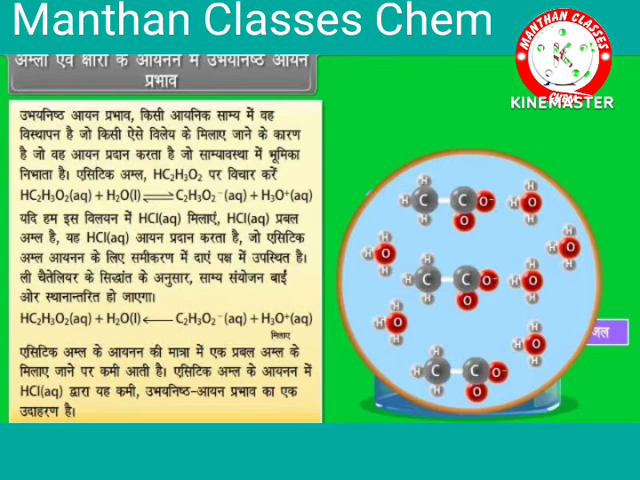 Manthan Classes Chem
MANTHAN CLASSES
K
CHEM
KINEMASTER
अम्लों एवं क्षारों के आयनन में उभयनिष्ठ आयन
प्रभाव
उभयनिष्ठ आयन प्रभाव, किसी आयनिक साम्य में वह
विस्थापन है जो किसी ऐसे विलेय के मिलाए जाने के कारण
है जो वह आयन प्रदान करता है जो साम्यावस्था में भूमिका
निभाता है। एसिटिक अम्ल, HC₂H₃O₂ पर विचार करें
HC₂H₃O₂(aq) + H₂O(l) ⇌ C₂H₃O₂⁻(aq) + H₃O⁺(aq)
यदि हम इस विलयन में HCl(aq) मिलाएं, HCl(aq) प्रबल
अम्ल है, यह HCl(aq) आयन प्रदान करता है, जो एसिटिक
अम्ल आयनन के लिए समीकरण में दाएं पक्ष में उपस्थित है।
ली चैतेलियर के सिद्धांत के अनुसार, साम्य संयोजन बाईं
ओर स्थानान्तरित हो जाएगा।
HC₂H₃O₂(aq) + H₂O(l) ⟵ C₂H₃O₂⁻(aq) + H₃O⁺(aq)
मिलाए
एसिटिक अम्ल के आयनन की मात्रा में एक प्रबल अम्ल के
मिलाए जाने पर कमी आती है। एसिटिक अम्ल के आयनन में
HCl(aq) द्वारा यह कमी, उभयनिष्ठ-आयन प्रभाव का एक
उदाहरण है।
H
H C C O⁻ H O H
H O H
H
H O H O H
H H
H
H C C O⁻ H O H
H O H
H
H O H
H H O H
H C C O⁻ H
H O
जल